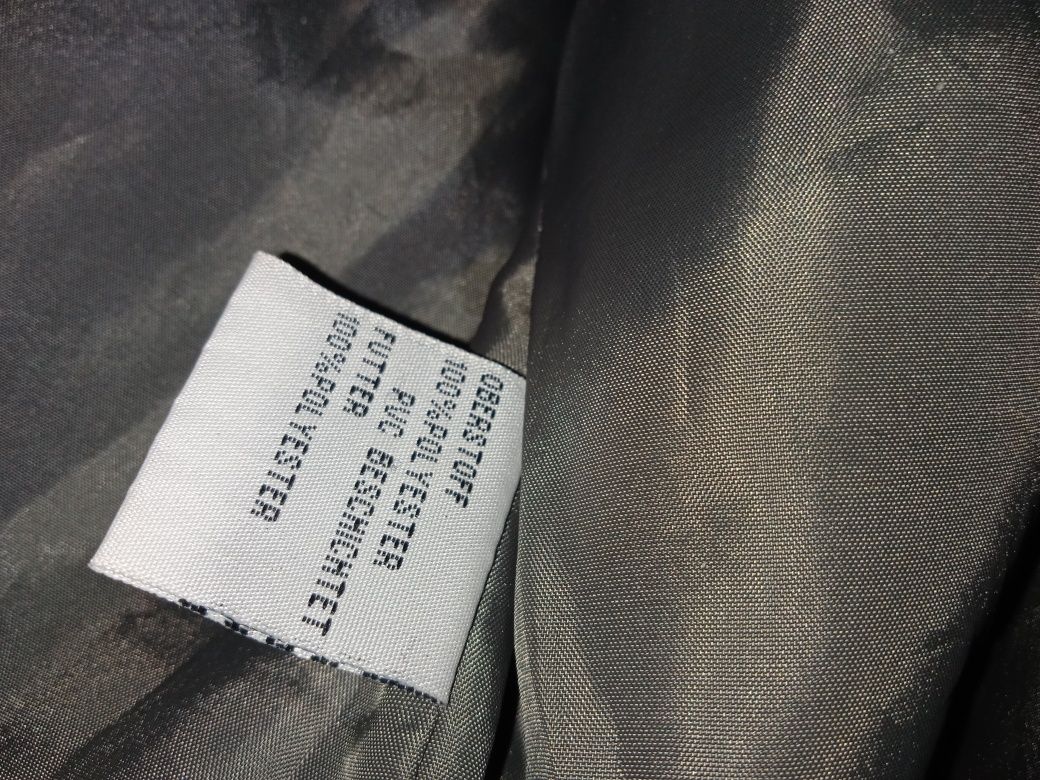 OBERSTOFF
100%POLYESTER
PVC BESCHICHTET
FUTTER
100%POLYESTER